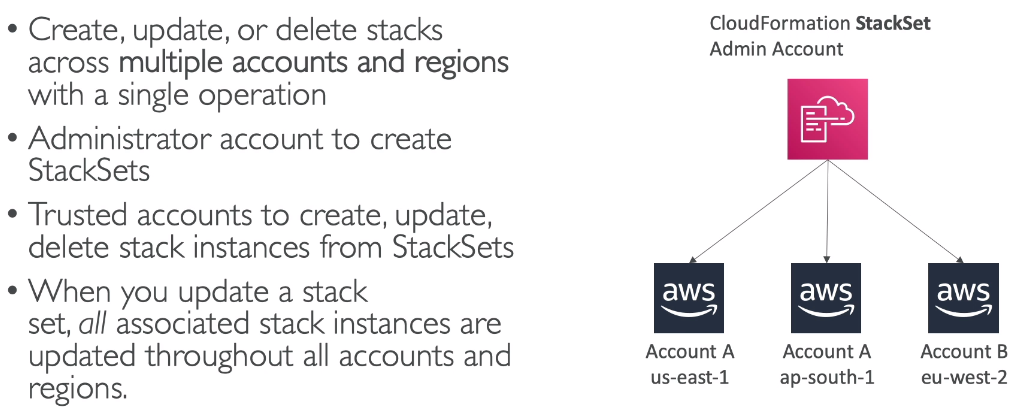 • Create, update, or delete stacks
across multiple accounts and regions
with a single operation
• Administrator account to create
StackSets
• Trusted accounts to create, update,
delete stack instances from StackSets
• When you update a stack
set, all associated stack instances are
updated throughout all accounts and
regions.
CloudFormation StackSet
Admin Account
aws
aws
aws
Account A
us-east-1
Account A
ap-south-1
Account B
eu-west-2